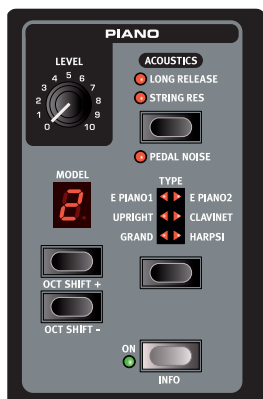 PIANO
LEVEL
0 1 2 3 4 5 6 7 8 9 10
ACOUSTICS
LONG RELEASE
STRING RES
PEDAL NOISE
MODEL
2
TYPE
E PIANO1 E PIANO2
UPRIGHT CLAVINET
GRAND HARPSI
OCT SHIFT +
OCT SHIFT -
ON
INFO